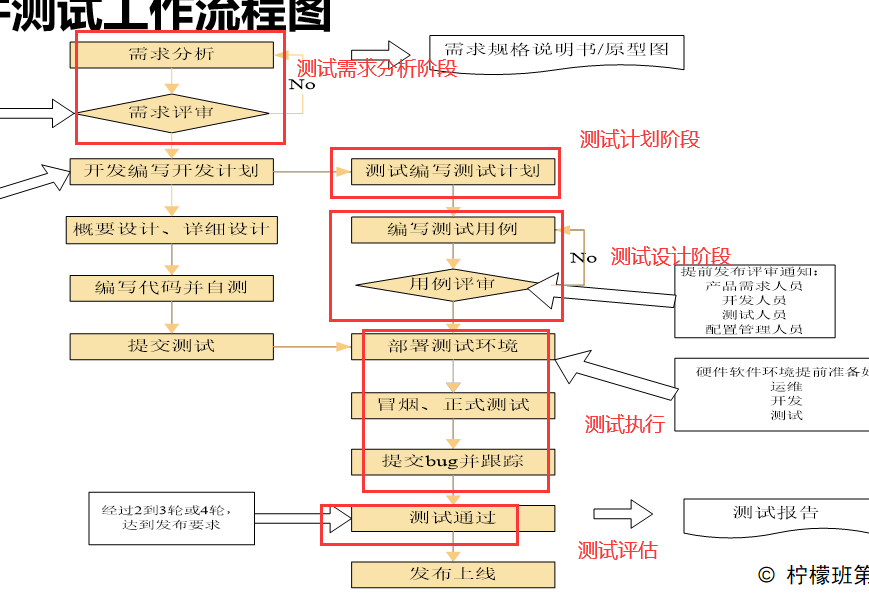 测试工作流程图
需求分析
需求规格说明书/原型图
测试需求分析阶段
No
需求评审
测试计划阶段
开发编写开发计划
测试编写测试计划
概要设计、详细设计
编写测试用例
No
测试设计阶段
提前发布评审通知：
产品需求人员
开发人员
测试人员
配置管理人员
编写代码并自测
用例评审
提交测试
部署测试环境
硬件软件环境提前准备
运维
开发
测试
冒烟、正式测试
测试执行
提交bug并跟踪
经过2到3轮或4轮，
达到发布要求
测试通过
测试报告
测试评估
发布上线
© 柠檬班第